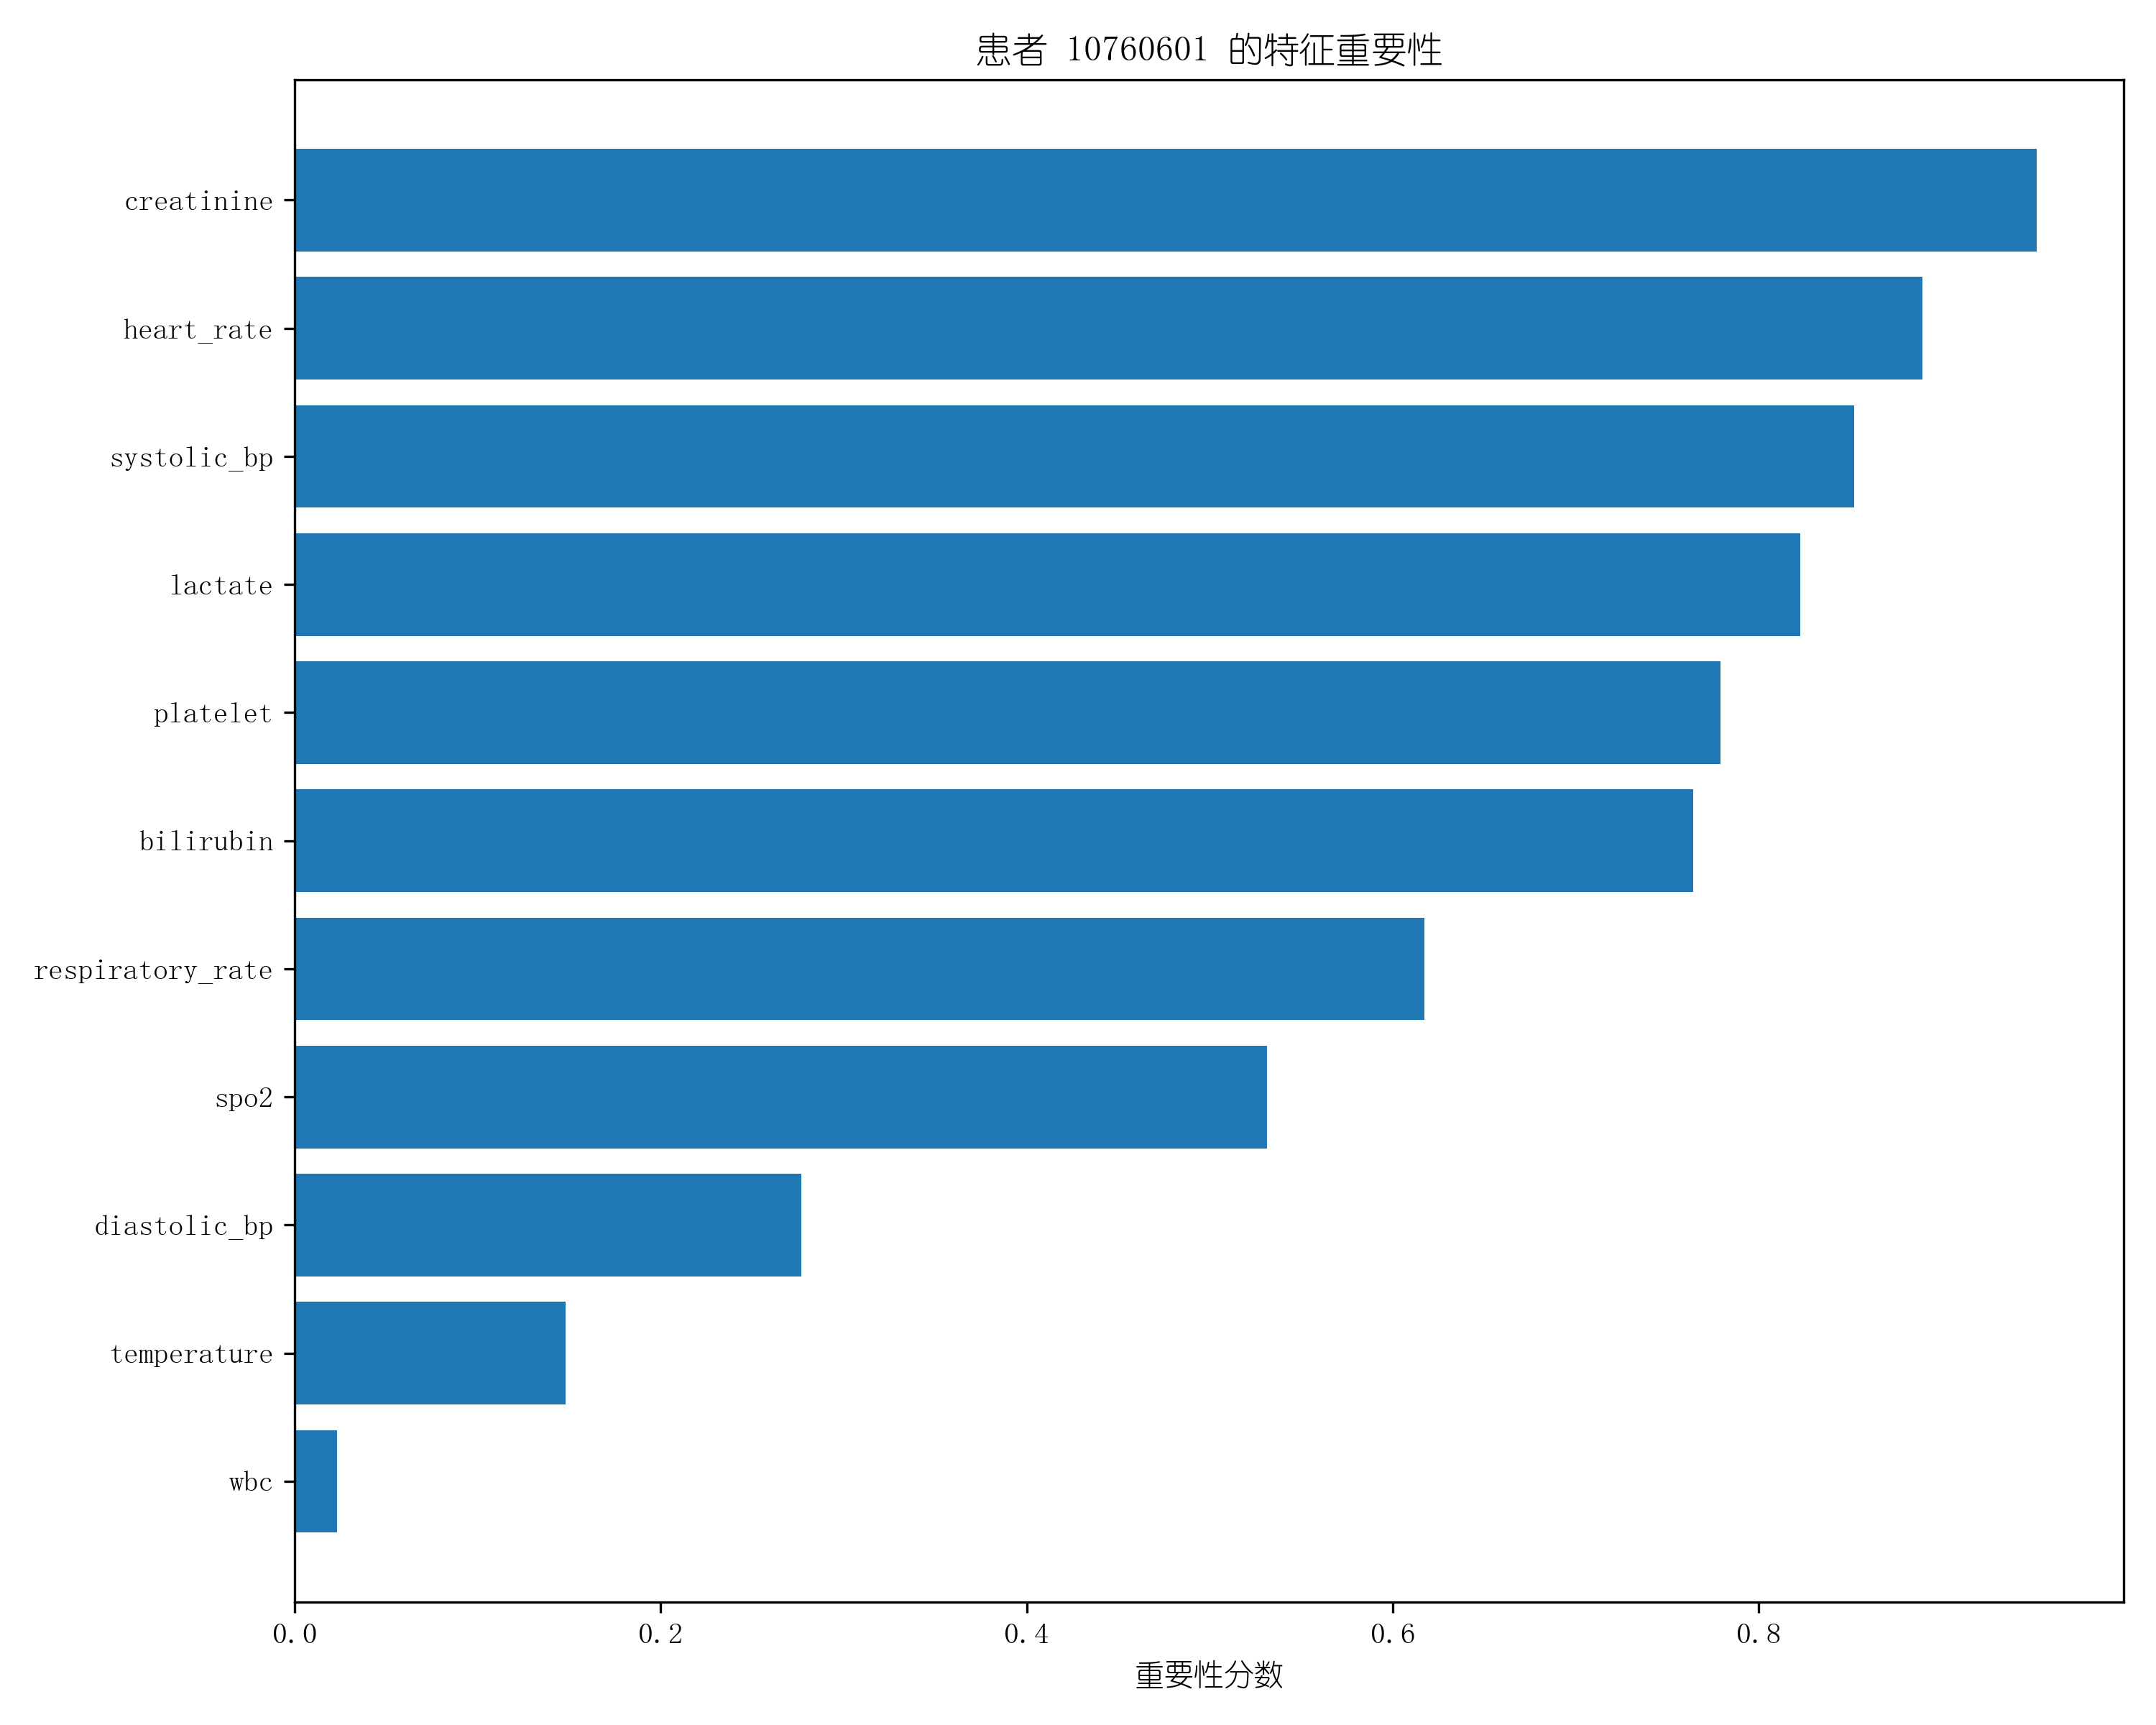 患者 10760601 的特征重要性
creatinine
heart_rate
systolic_bp
lactate
platelet
bilirubin
respiratory_rate
spo2
diastolic_bp
temperature
wbc
0.0 0.2 0.4 0.6 0.8
重要性分数